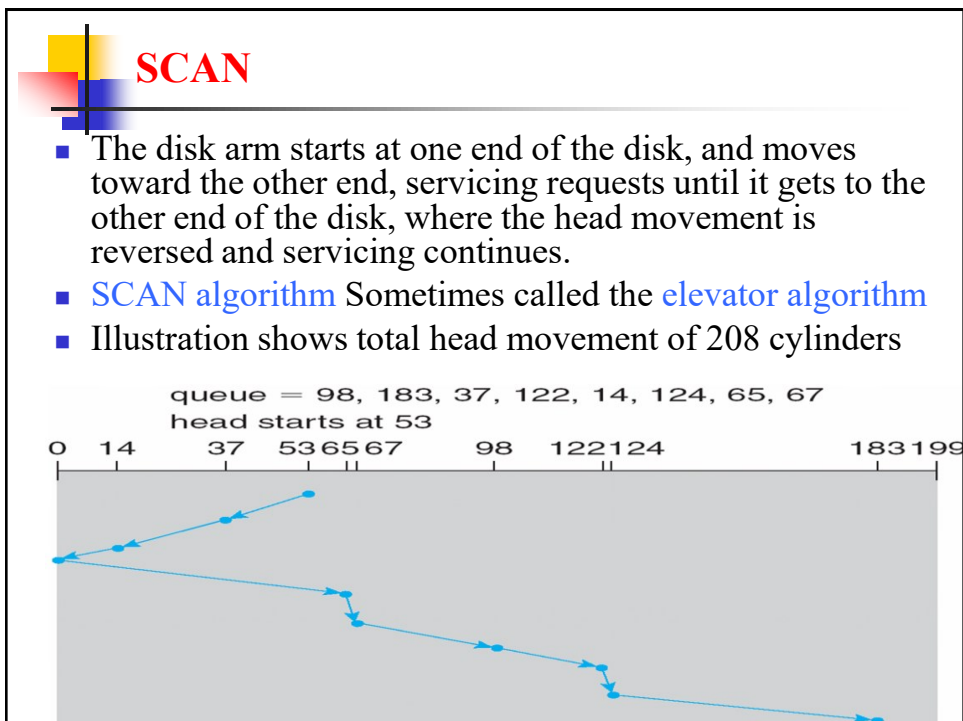 SCAN
The disk arm starts at one end of the disk, and moves
toward the other end, servicing requests until it gets to the
other end of the disk, where the head movement is
reversed and servicing continues.
SCAN algorithm Sometimes called the elevator algorithm
Illustration shows total head movement of 208 cylinders
queue = 98, 183, 37, 122, 14, 124, 65, 67
head starts at 53
0 14 37 53 65 67 98 122 124 183 199